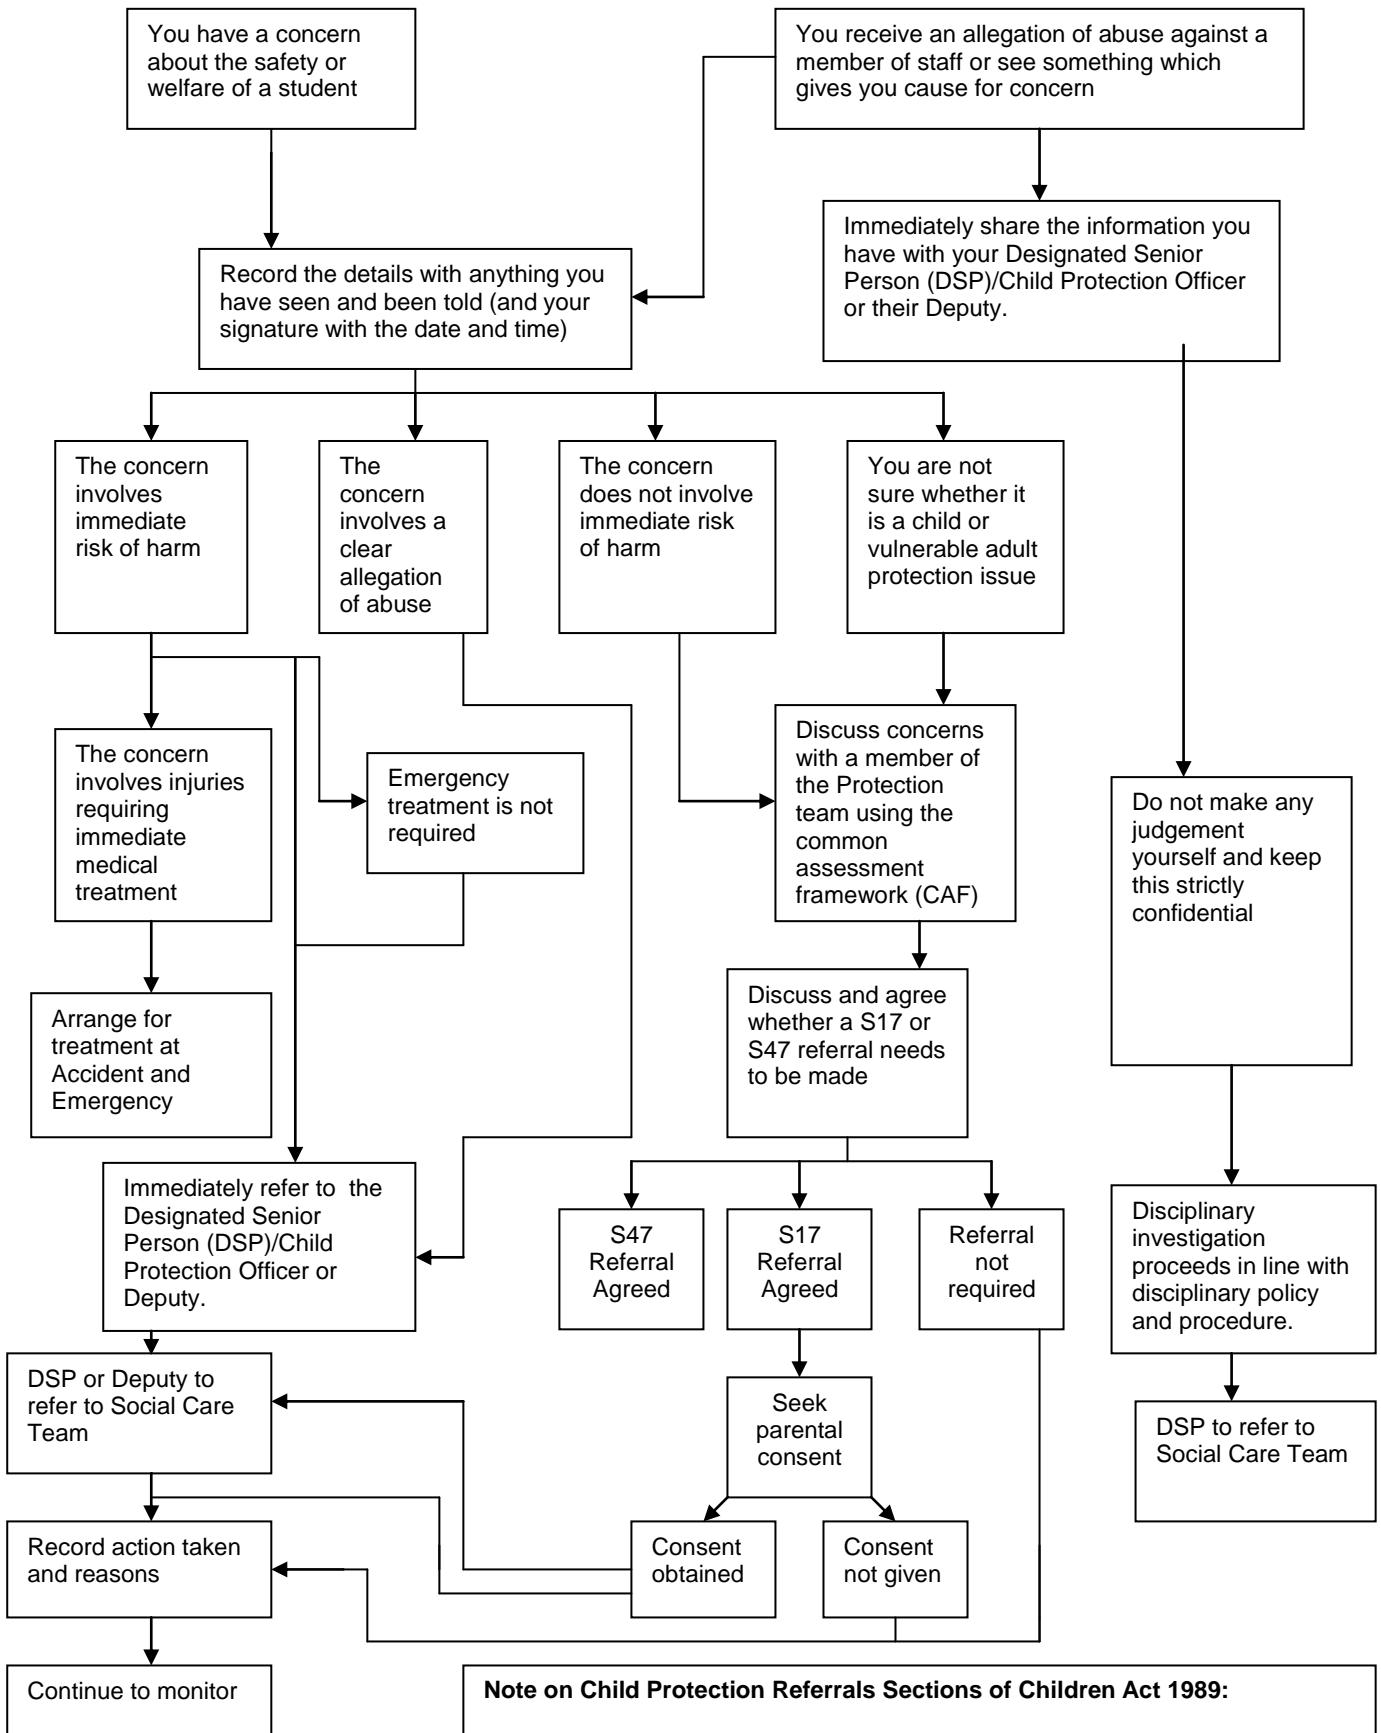 You have a concern
about the safety or
welfare of a student
You receive an allegation of abuse against a
member of staff or see something which
gives you cause for concern
Immediately share the information you
have with your Designated Senior
Person (DSP)/Child Protection Officer
or their Deputy.
Record the details with anything you
have seen and been told (and your
signature with the date and time)
The concern
involves
immediate
risk of harm
The
concern
involves a
clear
allegation
of abuse
The concern
does not involve
immediate risk
of harm
You are not
sure whether it
is a child or
vulnerable adult
protection issue
The concern
involves injuries
requiring
immediate
medical
treatment
Emergency
treatment is not
required
Discuss concerns
with a member of
the Protection
team using the
common
assessment
framework (CAF)
Do not make any
judgement
yourself and keep
this strictly
confidential
Arrange for
treatment at
Accident and
Emergency
Discuss and agree
whether a S17 or
S47 referral needs
to be made
Immediately refer to  the
Designated Senior
Person (DSP)/Child
Protection Officer or
Deputy.
S47
Referral
Agreed
S17
Referral
Agreed
Referral
not
required
Disciplinary
investigation
proceeds in line with
disciplinary policy
and procedure.
DSP or Deputy to
refer to Social Care
Team
Seek
parental
consent
DSP to refer to
Social Care Team
Record action taken
and reasons
Consent
obtained
Consent
not given
Continue to monitor
Note on Child Protection Referrals Sections of Children Act 1989: